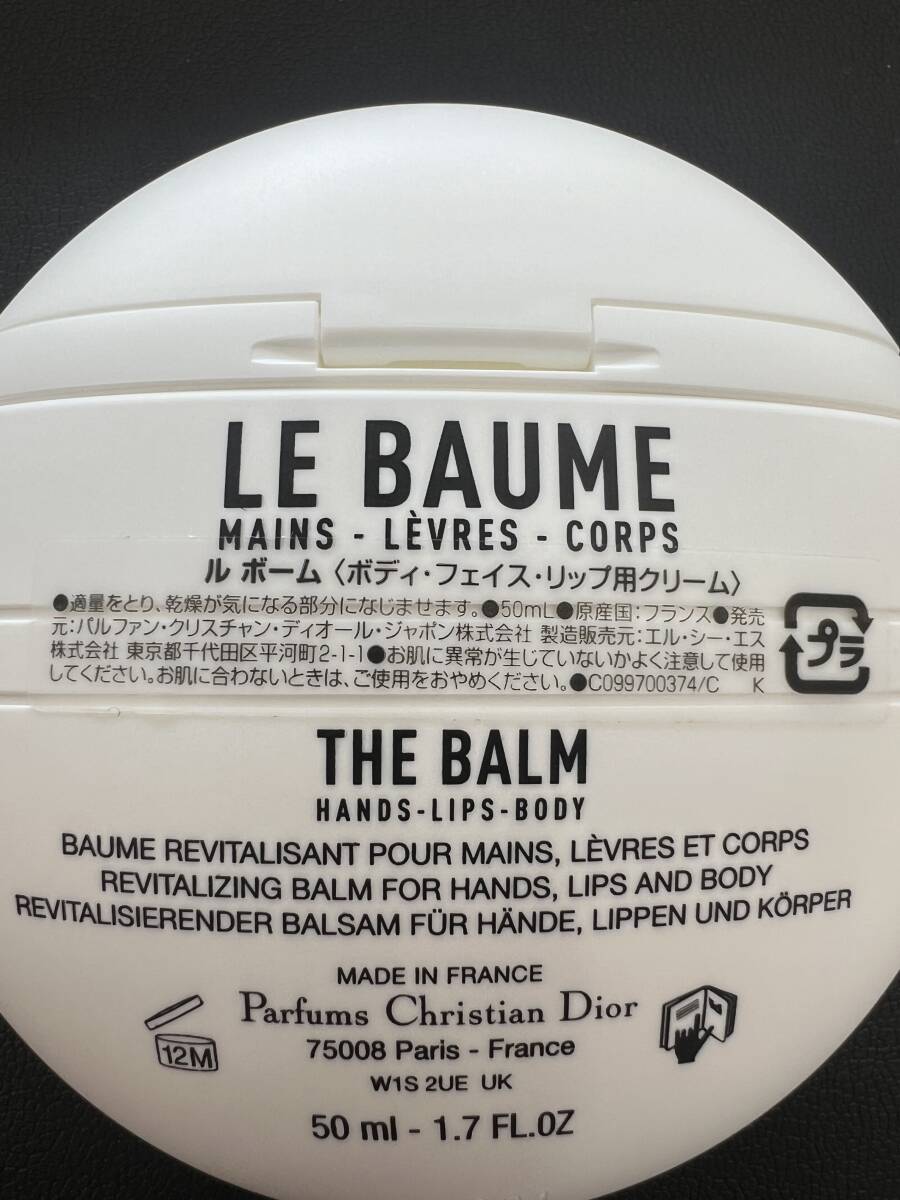 LE BAUME
MAINS - LÈVRES - CORPS
ル ボーム〈ボディ・フェイス・リップ用クリーム〉
●適量をとり、乾燥が気になる部分になじませます。●50mL●原産国：フランス●発売
元：パルファン・クリスチャン・ディオール・ジャポン株式会社 製造販売元：エル・シー・エス
株式会社 東京都千代田区平河町2-1-1●お肌に異常が生じていないかよく注意して使用
してください。お肌に合わないときは、ご使用をおやめください。●C099700374/C K
プラ
THE BALM
HANDS-LIPS-BODY
BAUME REVITALISANT POUR MAINS, LÈVRES ET CORPS
REVITALIZING BALM FOR HANDS, LIPS AND BODY
REVITALISIERENDER BALSAM FÜR HÄNDE, LIPPEN UND KÖRPER
MADE IN FRANCE
Parfums Christian Dior
75008 Paris - France
12M
W1S 2UE UK
50 ml - 1.7 FL.OZ